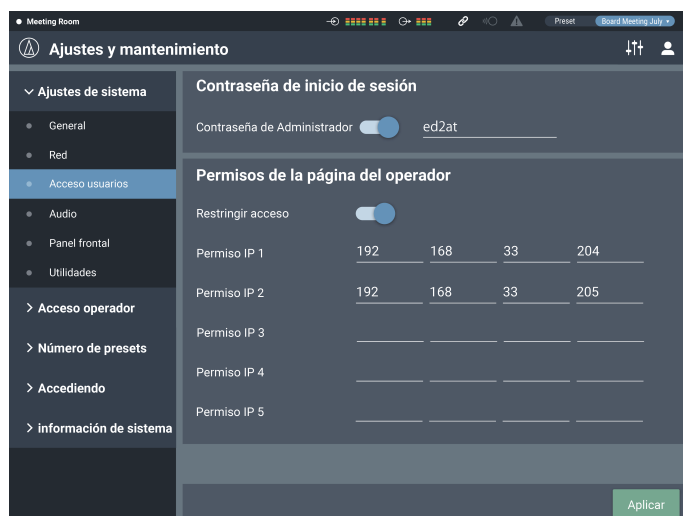 Meeting Room Preset Board Meeting July
Ajustes y mantenimiento
Ajustes de sistema
General
Red
Acceso usuarios
Audio
Panel frontal
Utilidades
Acceso operador
Número de presets
Accediendo
información de sistema
Contraseña de inicio de sesión
Contraseña de Administrador ed2at
Permisos de la página del operador
Restringir acceso
Permiso IP 1 192 168 33 204
Permiso IP 2 192 168 33 205
Permiso IP 3
Permiso IP 4
Permiso IP 5
Aplicar